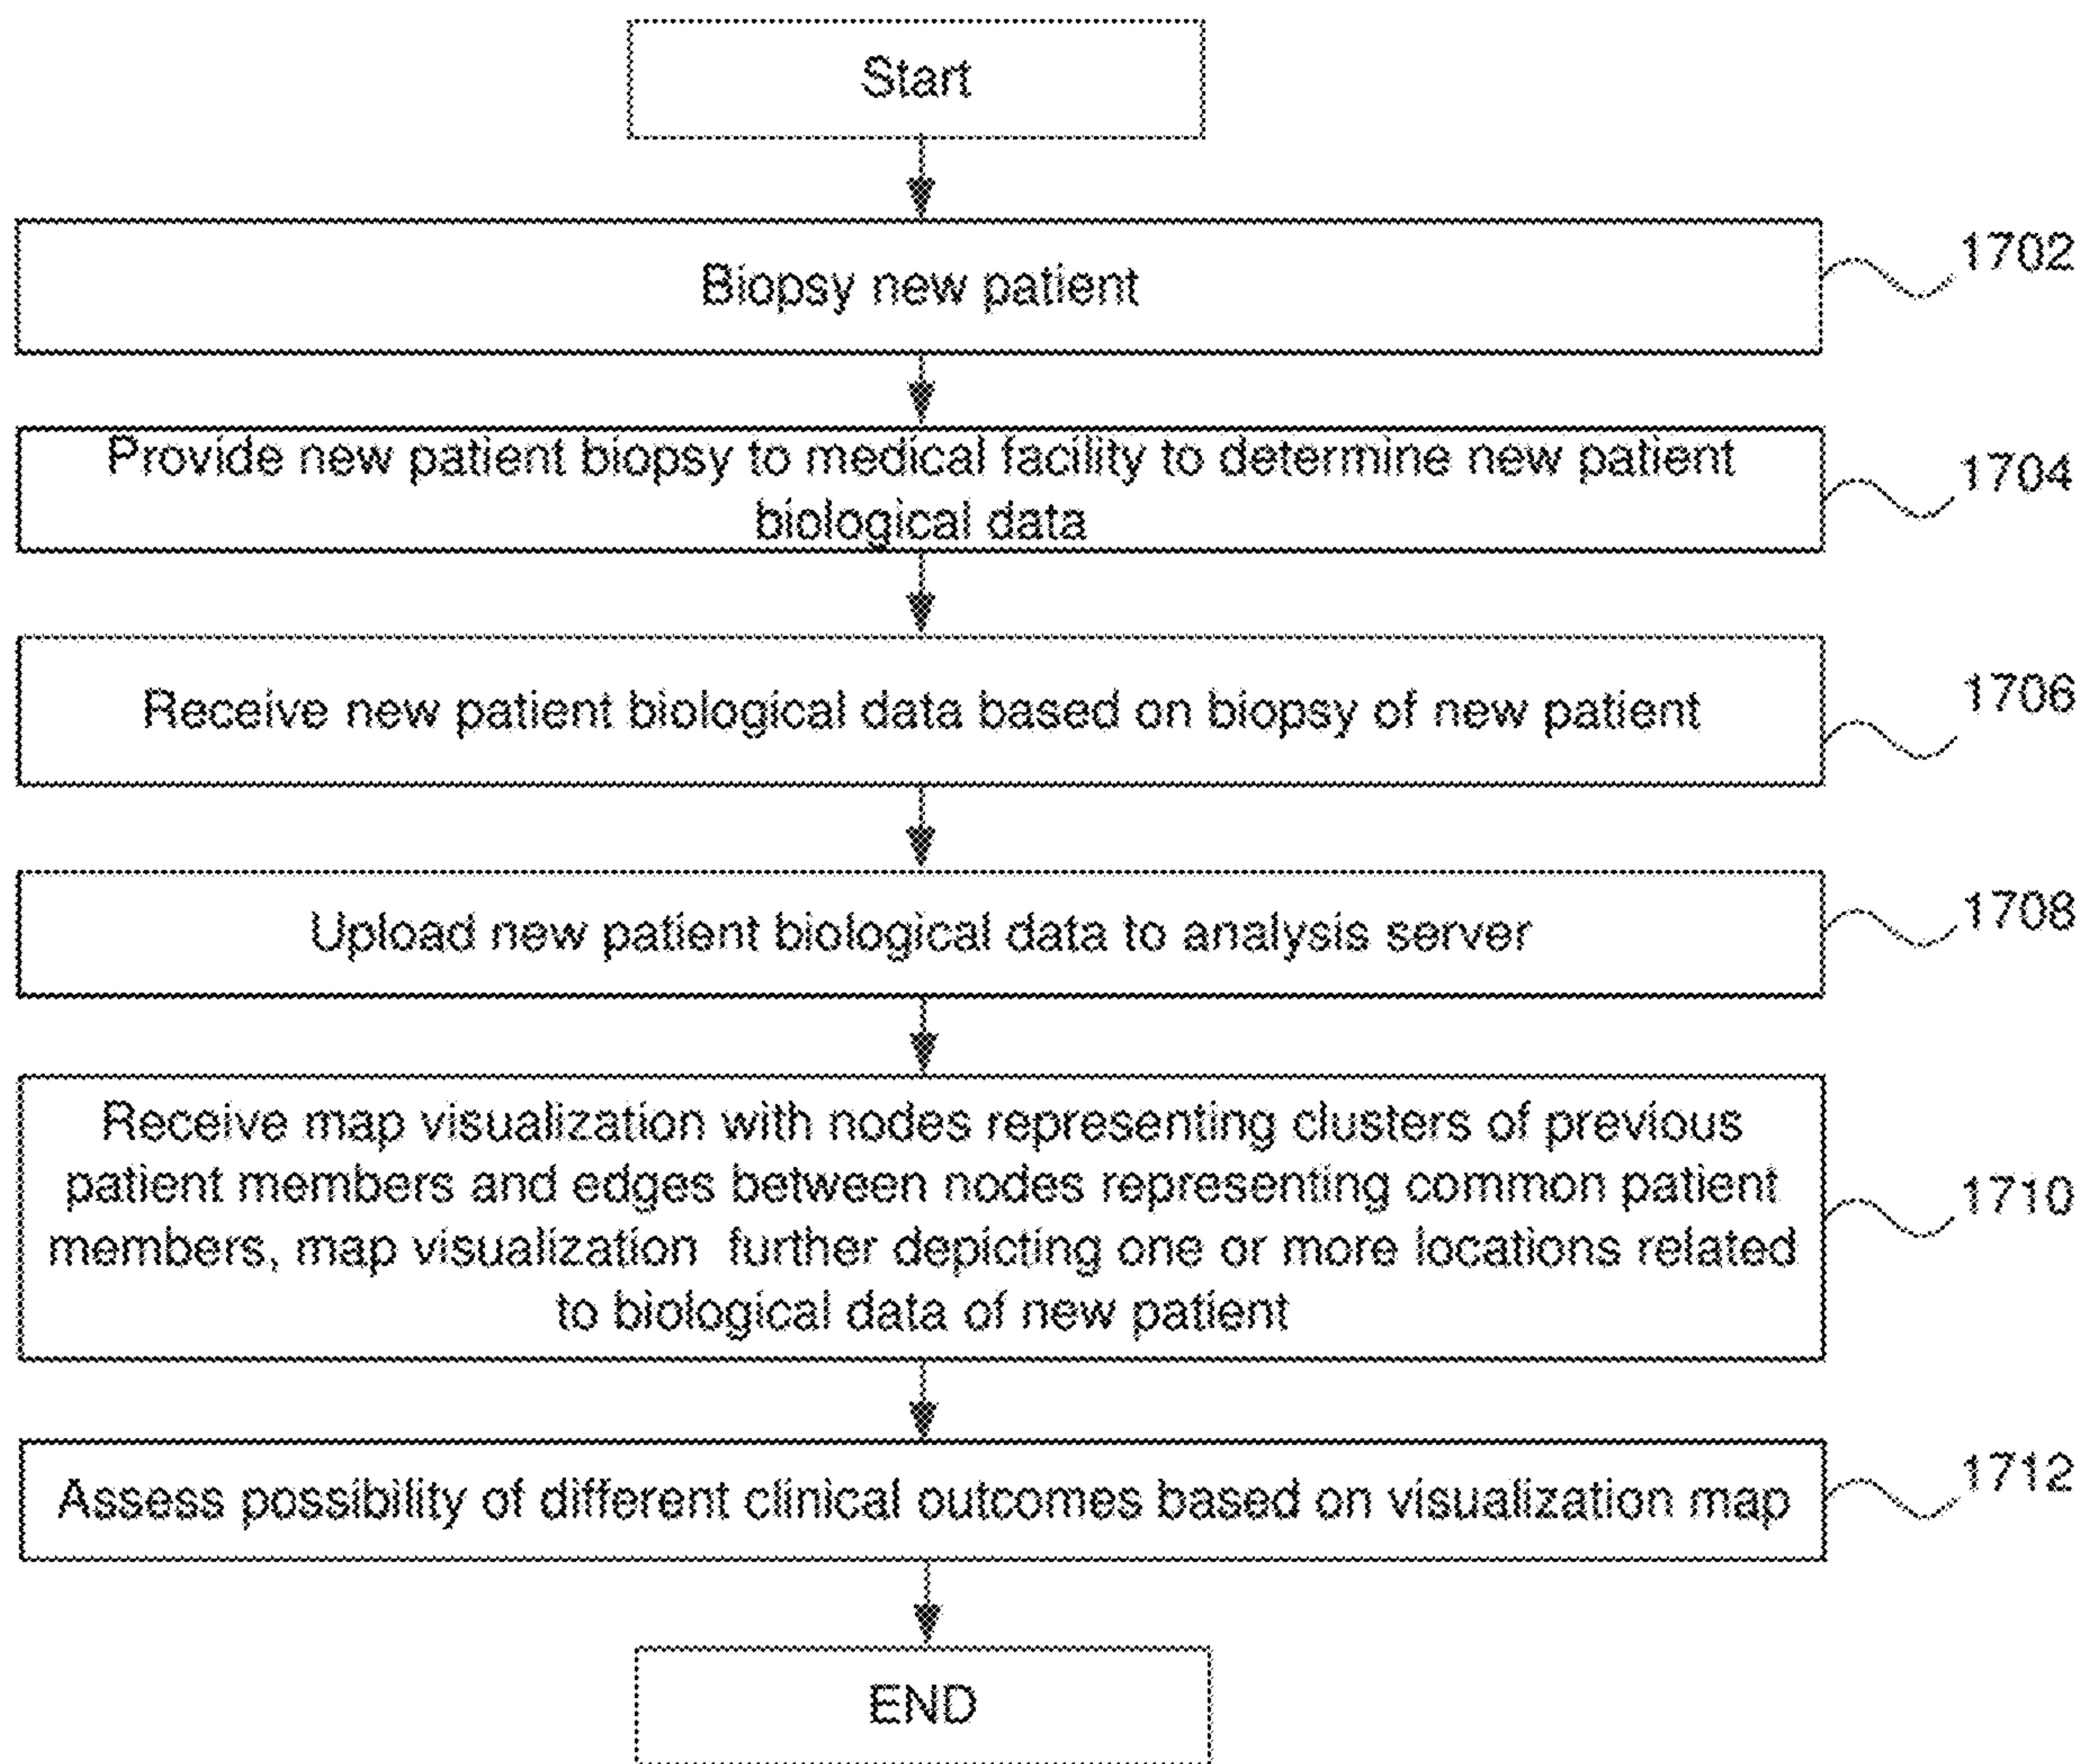 Start
Biopsy new patient
1702
Provide new patient biopsy to medical facility to determine new patient
biological data
1704
Receive new patient biological data based on biopsy of new patient
1706
Upload new patient biological data to analysis server
1708
Receive map visualization with nodes representing clusters of previous
patient members and edges between nodes representing common patient
members, map visualization further depicting one or more locations related
to biological data of new patient
1710
Assess possibility of different clinical outcomes based on visualization map
1712
END